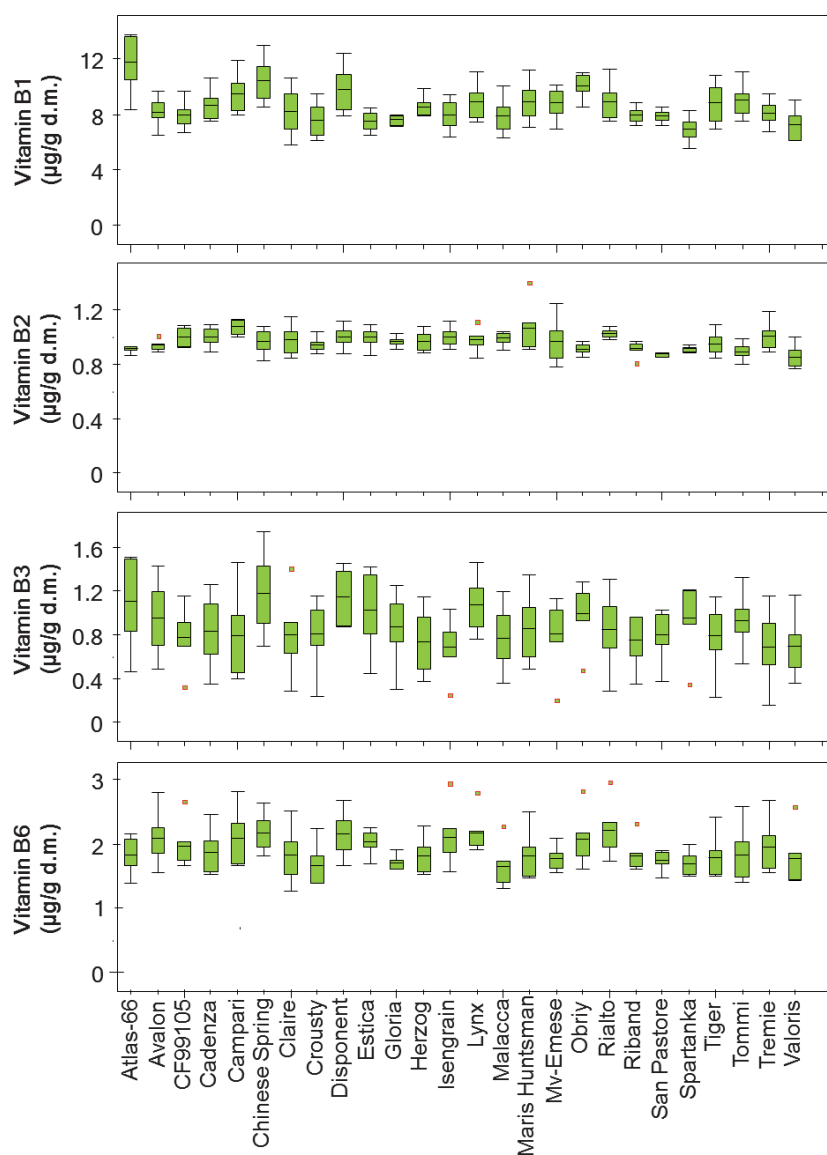 Vitamin B1
(µg/g d.m.)
12
8
4
0
Vitamin B2
(µg/g d.m.)
1.2
0.8
0.4
0
Vitamin B3
(µg/g d.m.)
1.6
1.2
0.8
0.4
0
Vitamin B6
(µg/g d.m.)
3
2
1
0
Atlas-66
Avalon
CF99105
Cadenza
Campari
Chinese Spring
Claire
Crousty
Disponent
Estica
Gloria
Herzog
Isengrain
Lynx
Malacca
Maris Huntsman
Mv-Emese
Obriy
Rialto
Riband
San Pastore
Spartanka
Tiger
Tommi
Tremie
Valoris